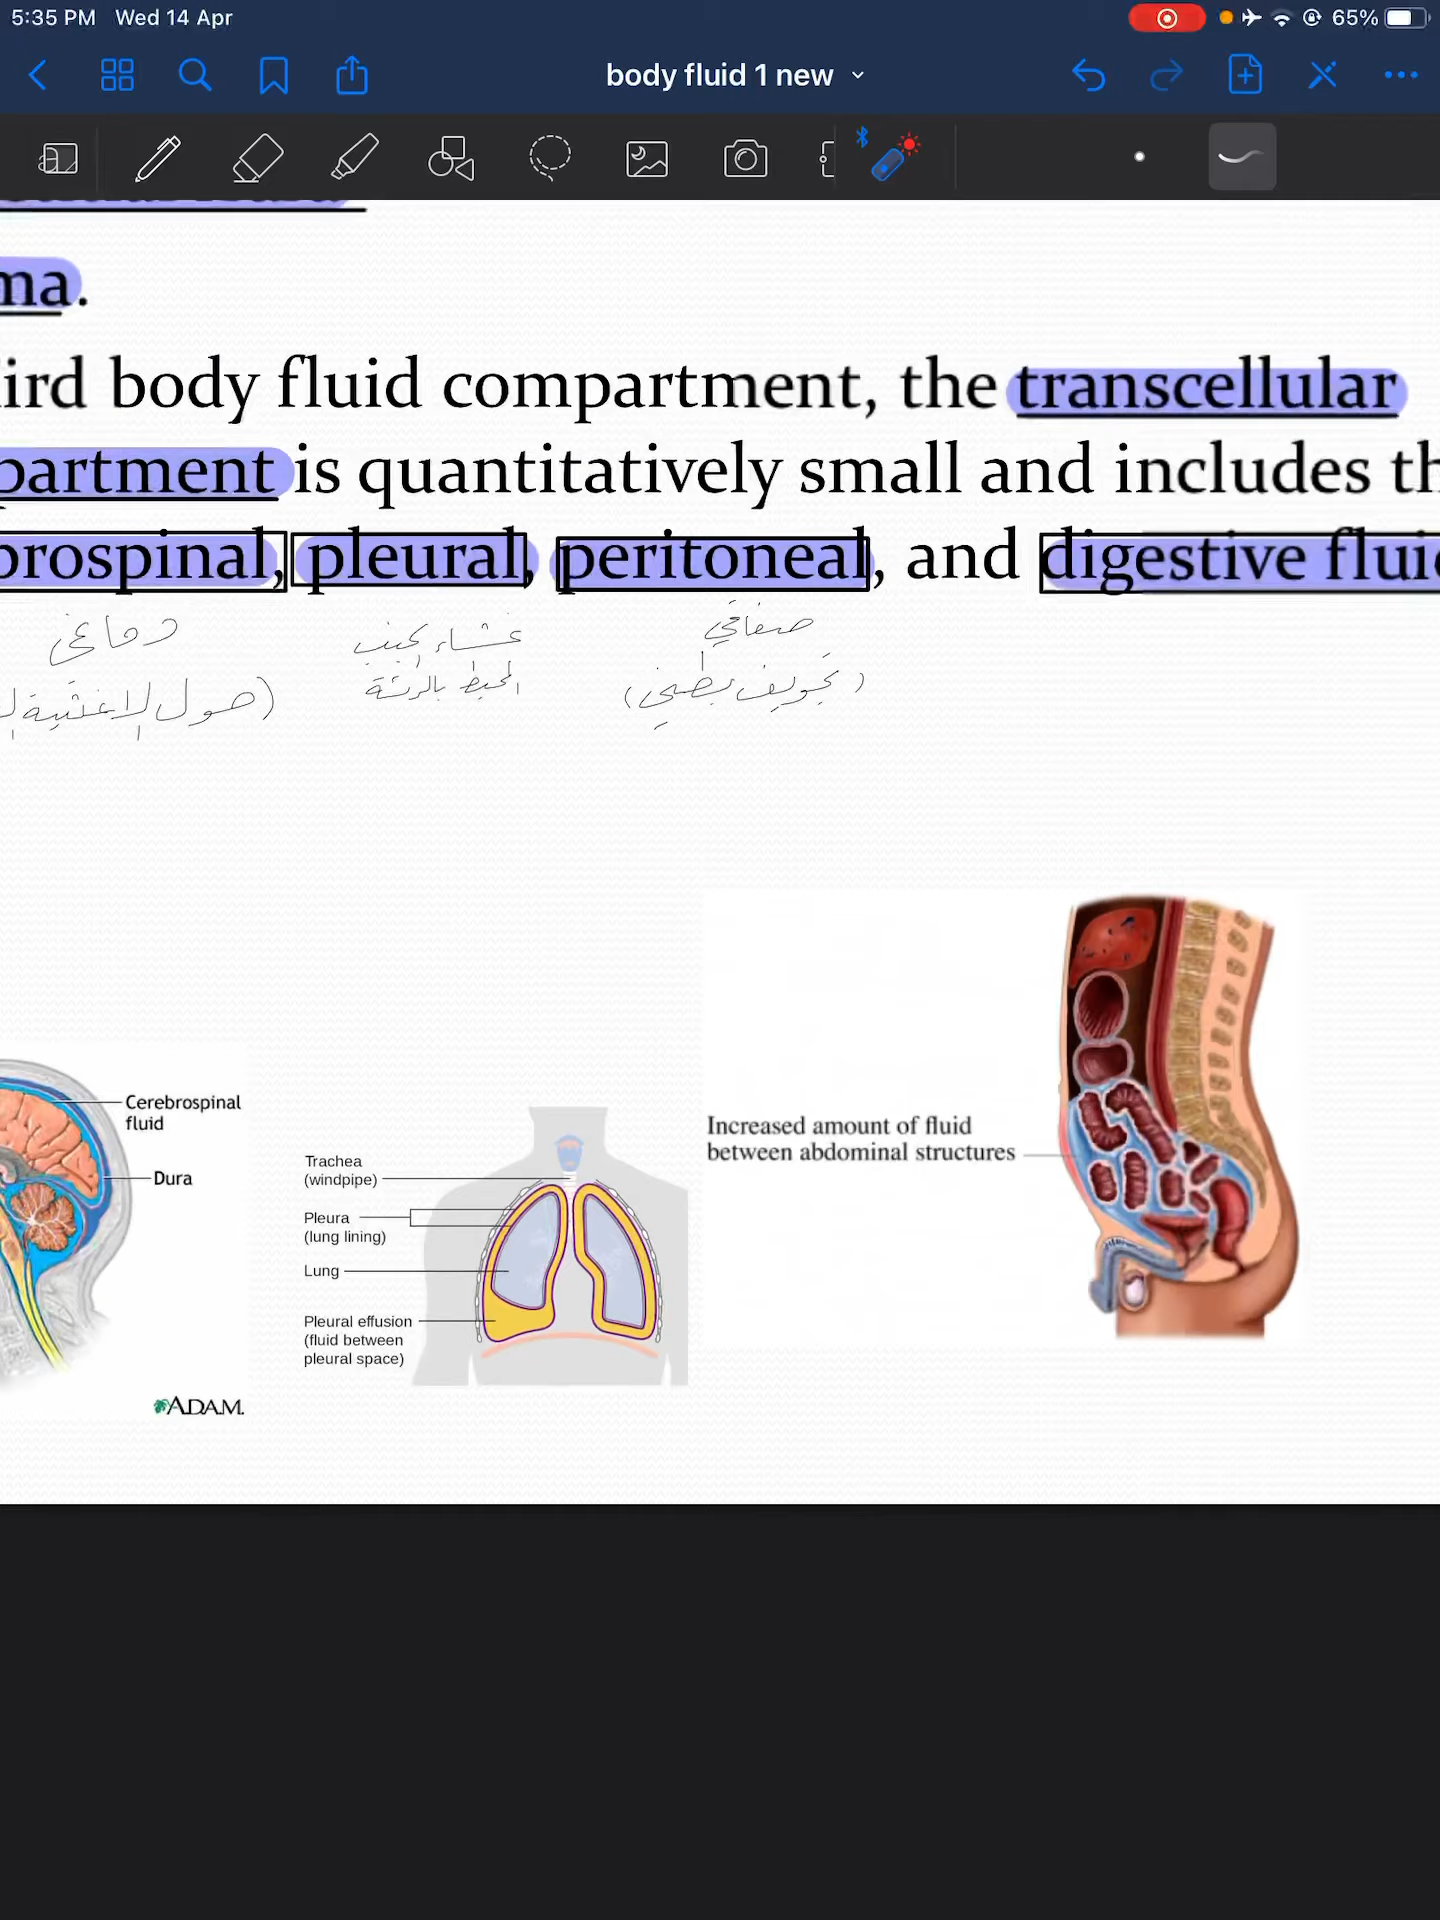 5:35 PM Wed 14 Apr
65%
body fluid 1 new
ma.
ird body fluid compartment, the transcellular
partment is quantitatively small and includes th
brospinal, pleural, peritoneal, and digestive fluid
دماغي
(حول الاغشية
غشاء الجنب
المحيط بالرئة
صفاقي
(تجويف بطني)
Cerebrospinal
fluid
Dura
ADAM.
Trachea
(windpipe)
Pleura
(lung lining)
Lung
Pleural effusion
(fluid between
pleural space)
Increased amount of fluid
between abdominal structures